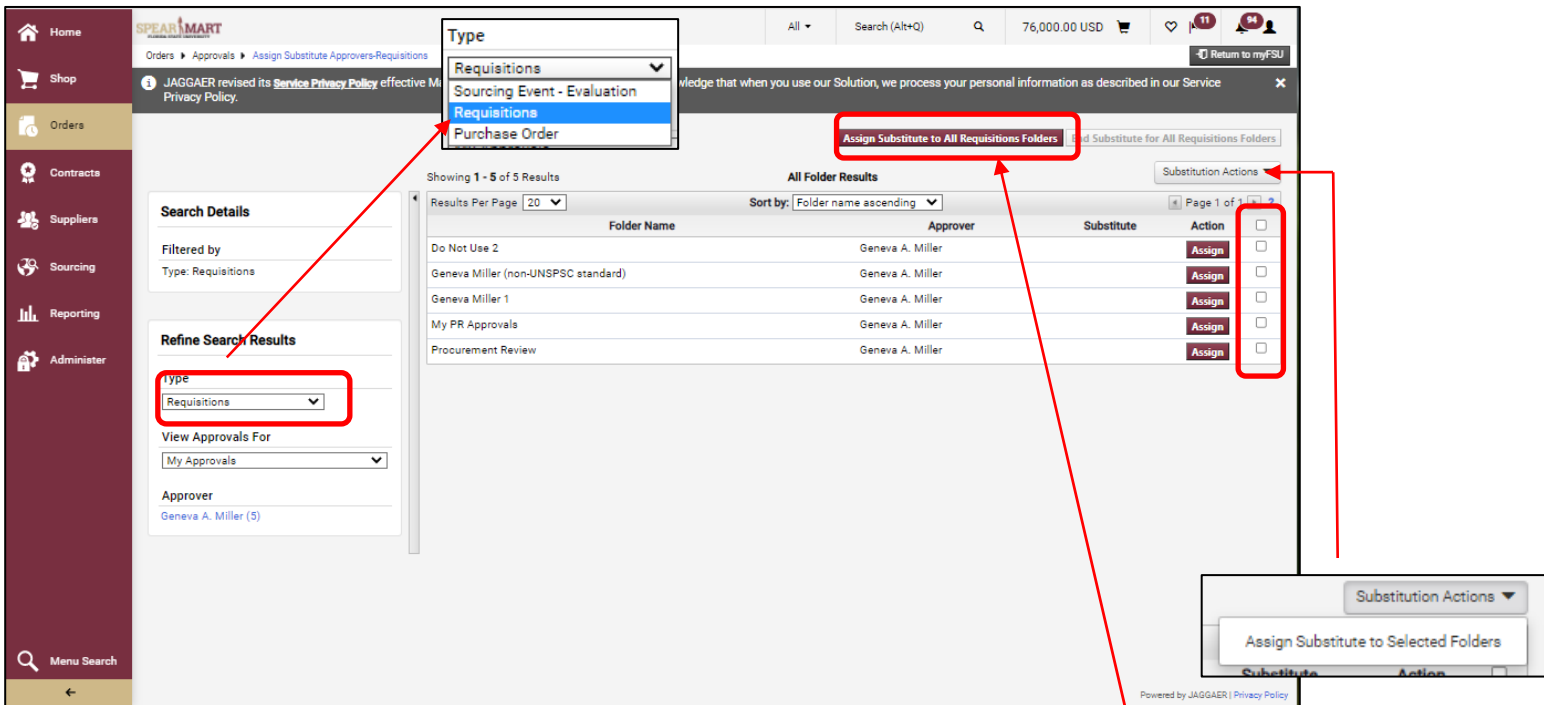 Home
Shop
Orders
Contracts
Suppliers
Sourcing
Reporting
Administer
Menu Search
SPEARMART
FLORIDA STATE UNIVERSITY
All
Search (Alt+Q)
76,000.00 USD
11
94
Orders Approvals Assign Substitute Approvers-Requisitions
Return to myFSU
JAGGAER revised its Service Privacy Policy effective Ma
wledge that when you use our Solution, we process your personal information as described in our Service
Privacy Policy.
Type
Requisitions
Sourcing Event - Evaluation
Requisitions
Purchase Order
Assign Substitute to All Requisitions Folders
End Substitute for All Requisitions Folders
Showing 1 - 5 of 5 Results
All Folder Results
Substitution Actions
Results Per Page 20
Sort by: Folder name ascending
Page 1 of 1 ?
Folder Name Approver Substitute Action
Do Not Use 2 Geneva A. Miller Assign
Geneva Miller (non-UNSPSC standard) Geneva A. Miller Assign
Geneva Miller 1 Geneva A. Miller Assign
My PR Approvals Geneva A. Miller Assign
Procurement Review Geneva A. Miller Assign
Search Details
Filtered by
Type: Requisitions
Refine Search Results
Type
Requisitions
View Approvals For
My Approvals
Approver
Geneva A. Miller (5)
Substitution Actions
Assign Substitute to Selected Folders
Substitute Action
Powered by JAGGAER | Privacy Policy